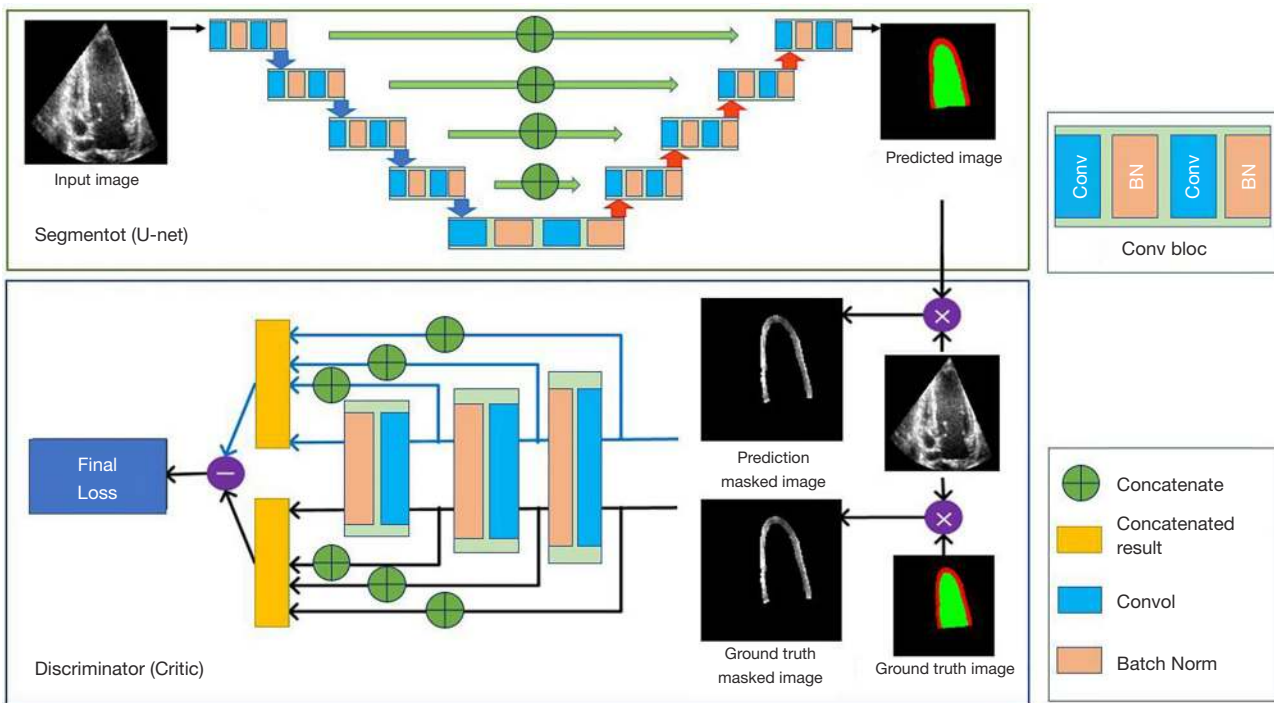 Input image
Predicted image
Segmentot (U-net)
Conv
BN
Conv
BN
Conv bloc
Final
Loss
Prediction
masked image
Ground truth
masked image
Ground truth image
Discriminator (Critic)
Concatenate
Concatenated
result
Convol
Batch Norm